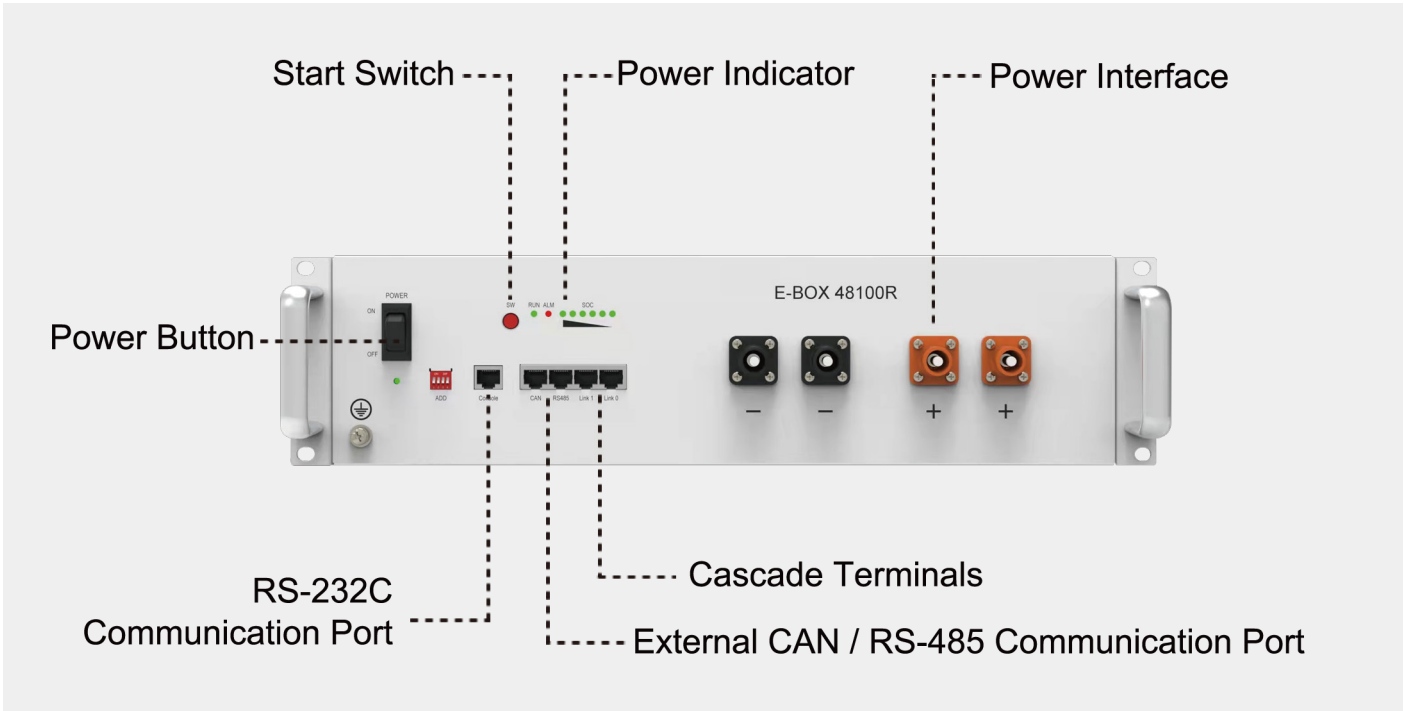 Start Switch
Power Indicator
Power Interface
POWER
ON
OFF
SW
RUN ALM
SOC
E-BOX 48100R
Power Button
ADD
Console
CAN
RS485
Link 1
Link 0
−
−
+
+
RS-232C
Communication Port
Cascade Terminals
External CAN / RS-485 Communication Port